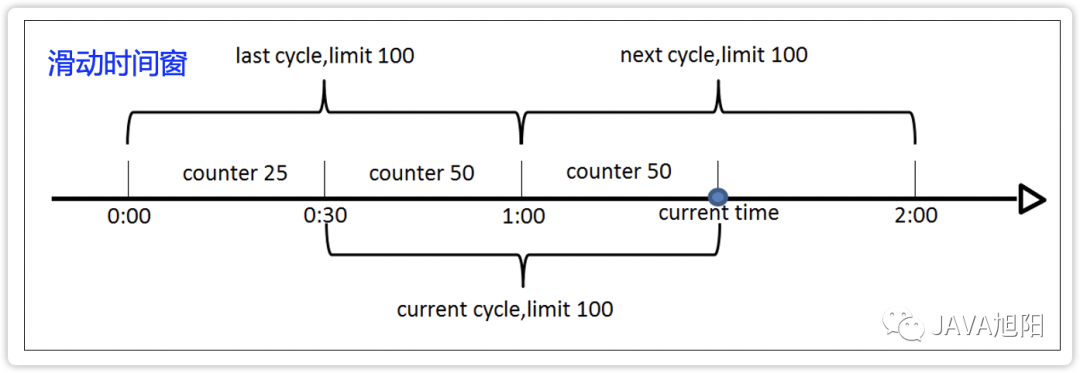 滑动时间窗
last cycle,limit 100
next cycle,limit 100
counter 25
counter 50
counter 50
0:00
0:30
1:00
current time
2:00
current cycle,limit 100
JAVA旭阳